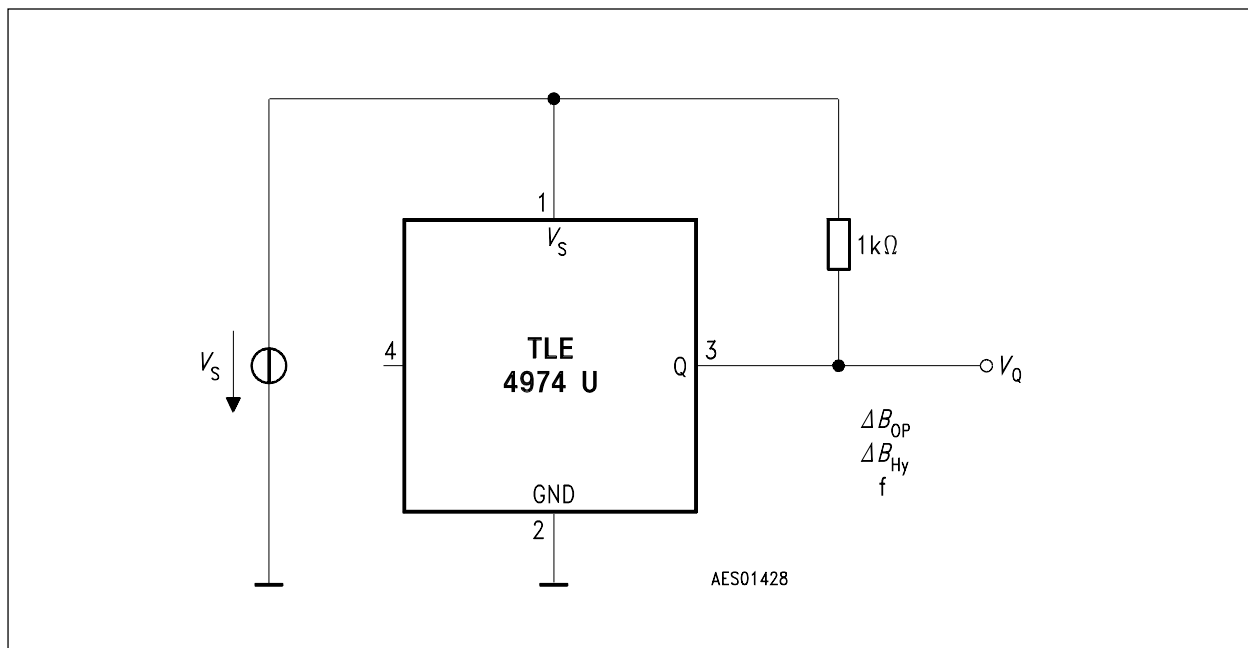 1
V_S
1kΩ
V_S
4
TLE
4974 U
Q
3
V_Q
ΔB_OP
ΔB_Hy
f
GND
2
AES01428